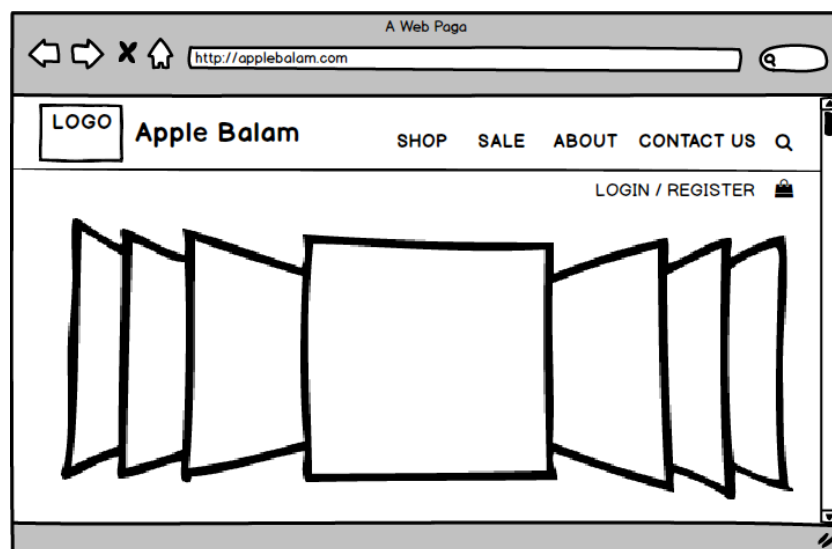 A Web Paga
http://applebalam.com
LOGO
Apple Balam
SHOP SALE ABOUT CONTACT US
LOGIN / REGISTER